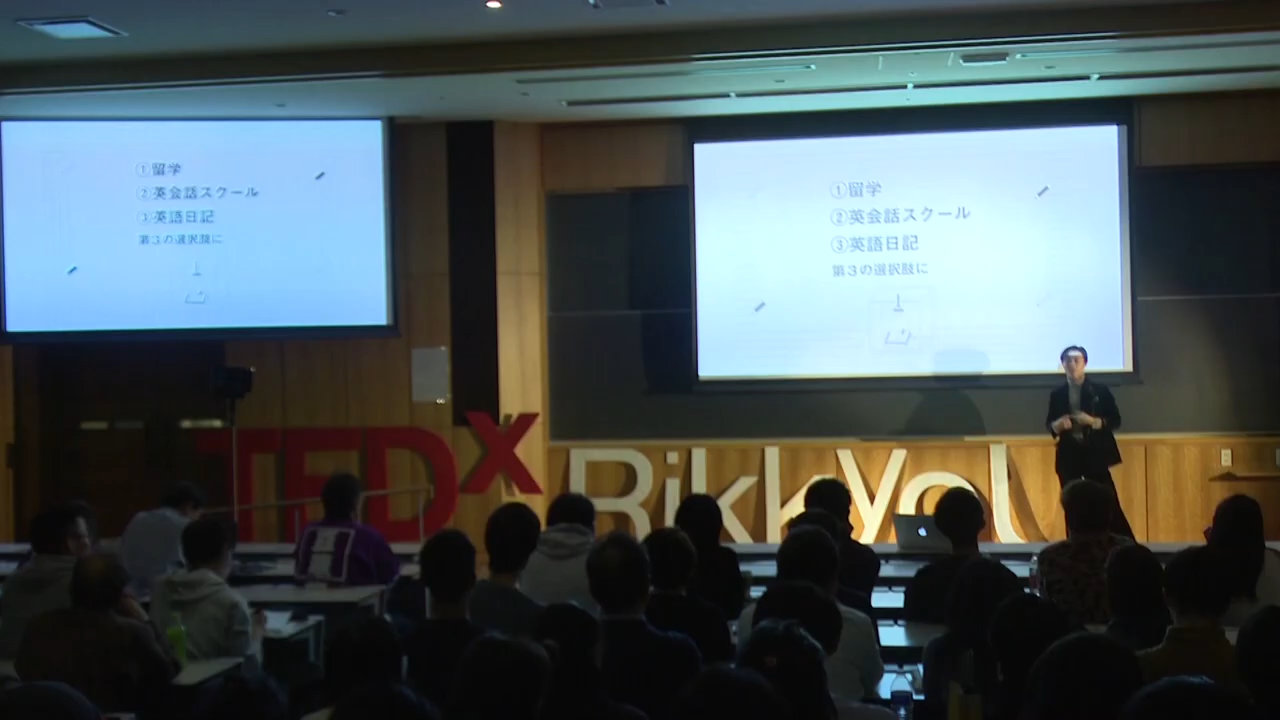 ①留学
②英会話スクール
③英語日記
第3の選択肢に
①留学
②英会話スクール
③英語日記
第3の選択肢に
TEDx
RikkyoU